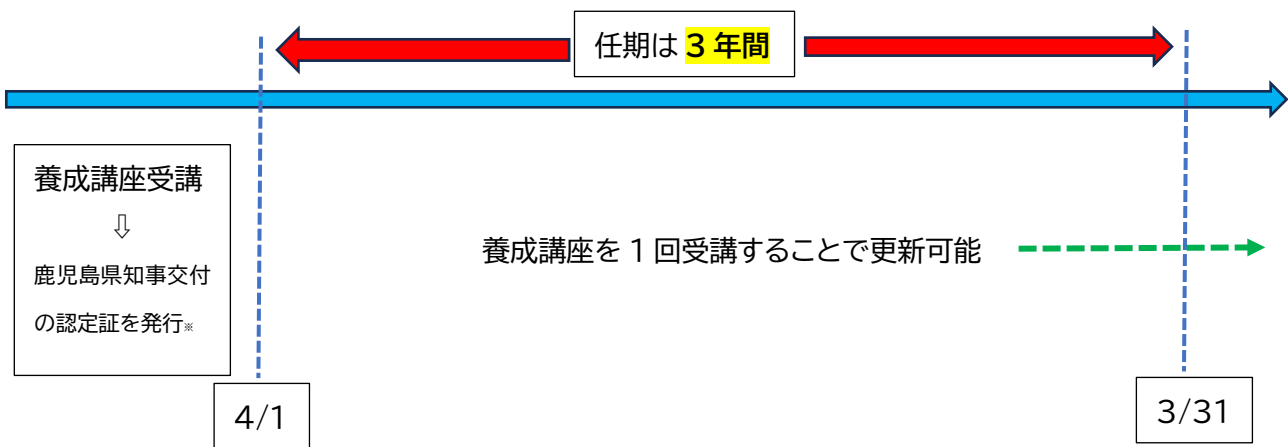 任期は 3 年間
養成講座受講
⇩
鹿児島県知事交付
の認定証を発行※
養成講座を 1 回受講することで更新可能
4/1
3/31